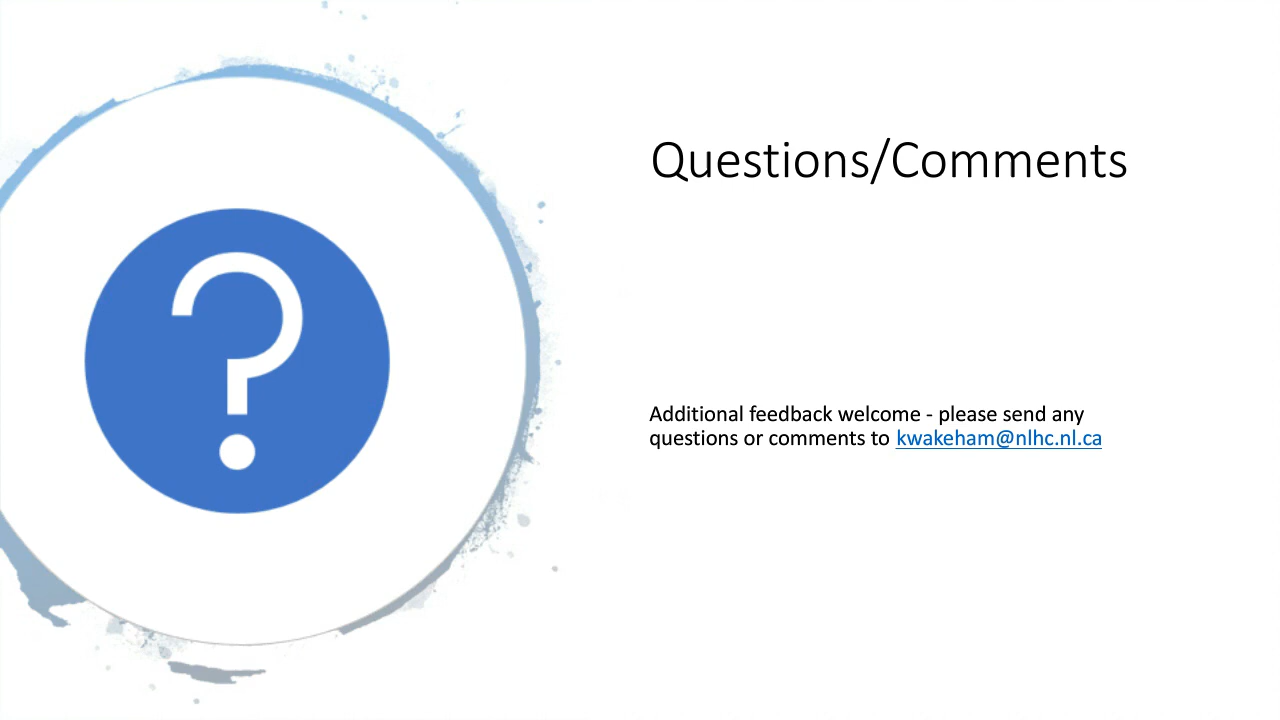 Questions/Comments
Additional feedback welcome - please send any
questions or comments to kwakeham@nlhc.nl.ca